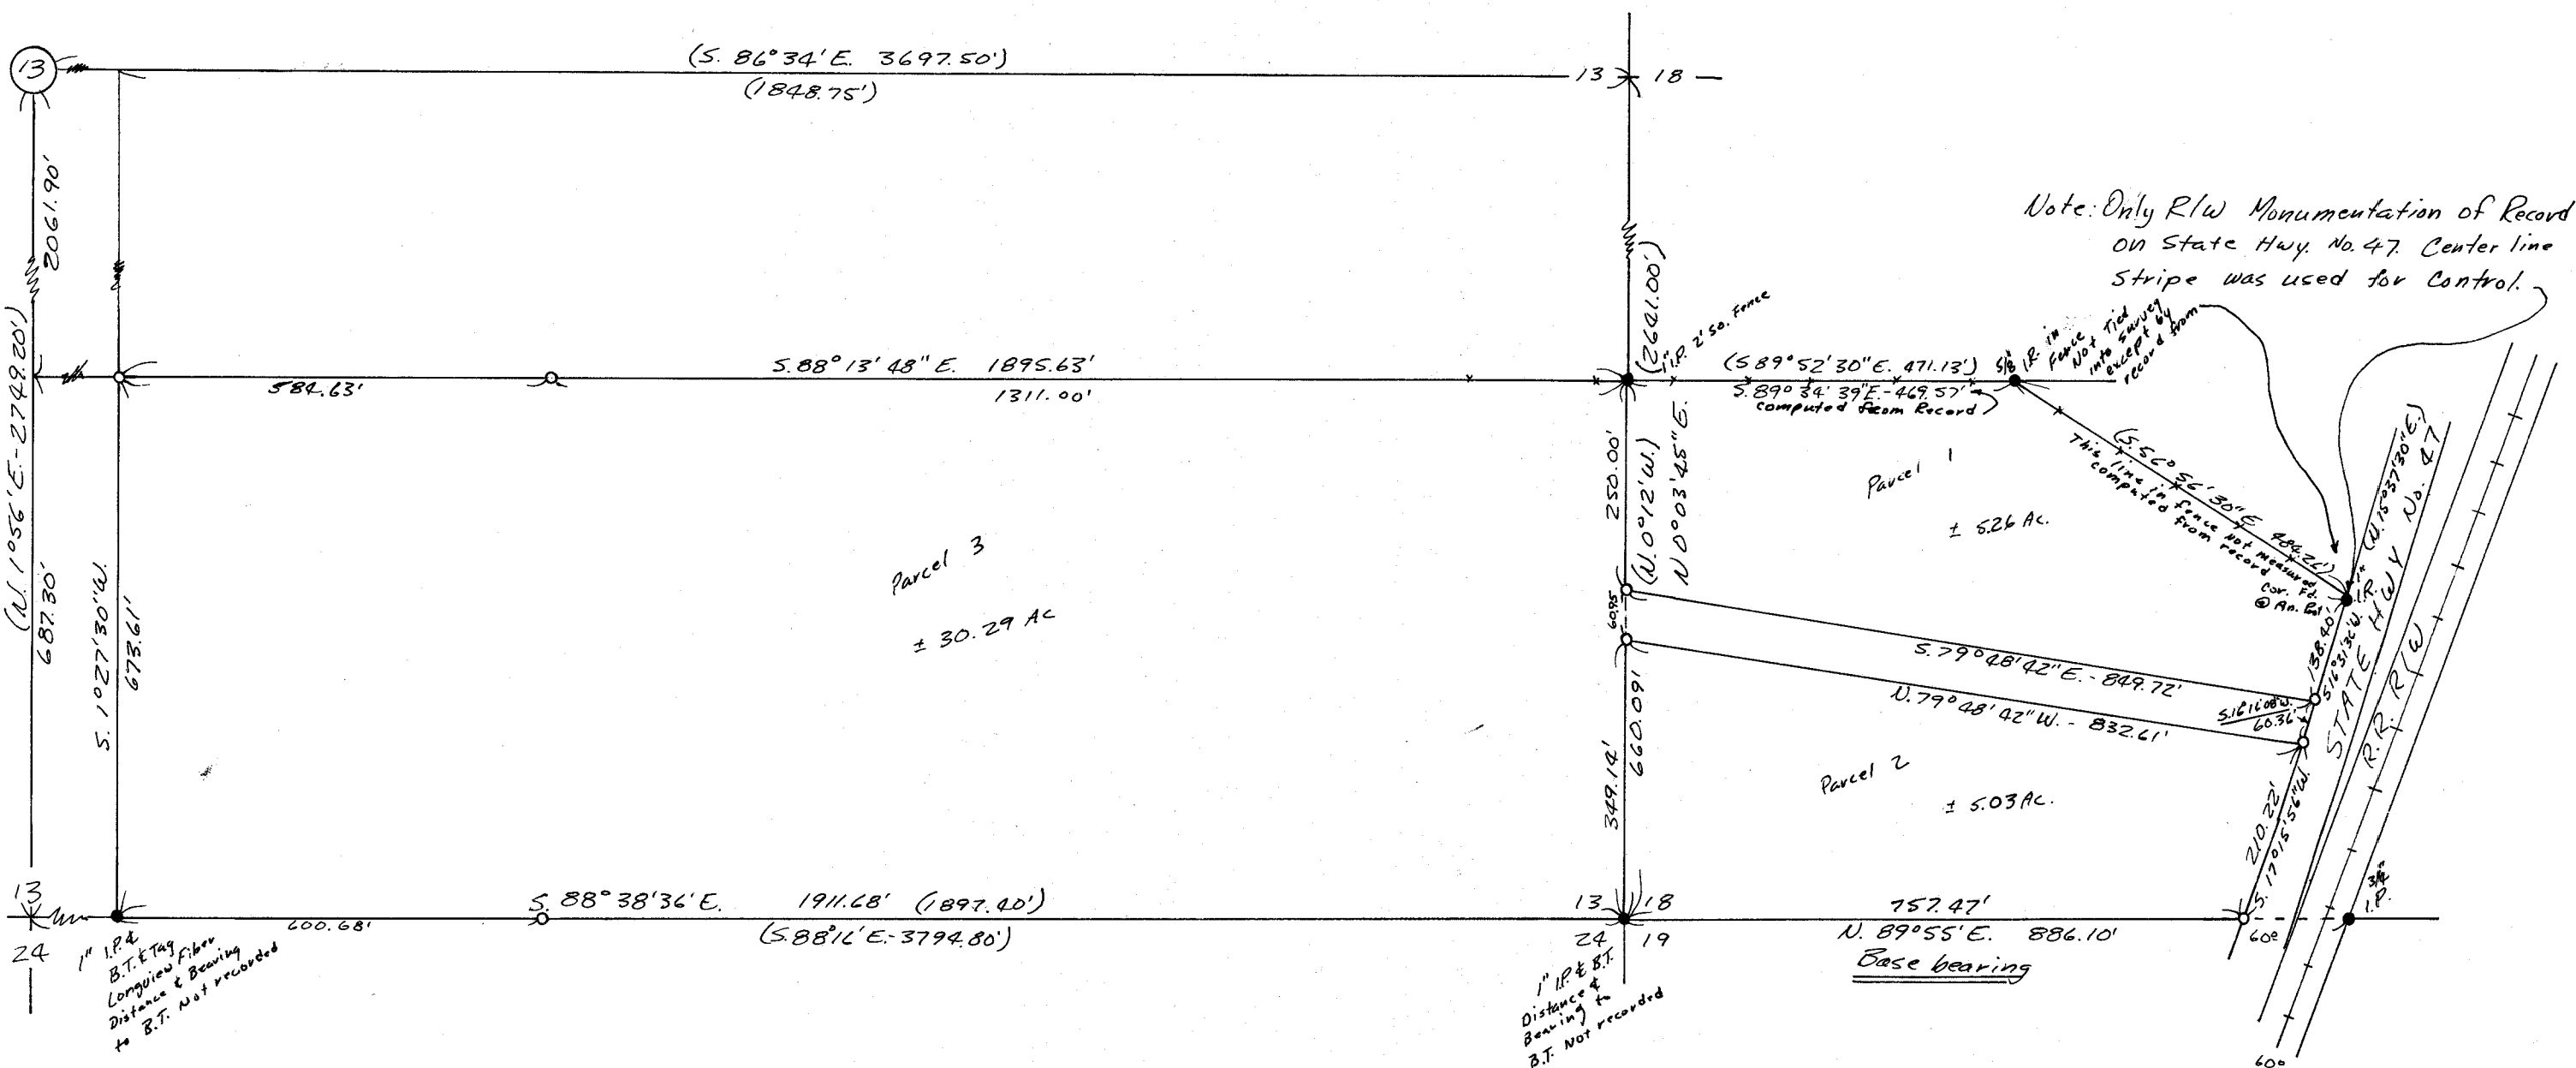 (S. 86°34' E. 3697.50')
(1848.75')
13
13
18
2061.90'
(N. 1°56' E. - 2749.20')
687.30'
S. 1°27'30" W.
673.61'
S. 88°13'48" E. 1895.63'
584.63'
1311.00'
(2641.00')
1" I.P. 2' So. Fence
(S 89°52'30" E. 471.13')
S. 89°34'39" E. - 469.57'
computed from Record
5/8" I.R. in
Fence Not Tied
into Survey
except by
record from
Note: Only R/W Monumentation of Record
on State Hwy. No. 47. Center line
Stripe was used for Control.
(S. 56°56'30" E. 484.26')
This line in fence not measured
computed from record
Cor. Fd.
1"
I.R.
(N. 15°37'30" E.)
STATE HWY No. 47
R.R. R/W
250.00'
(N. 0°12' W.)
N 0°03'45" E.
Parcel 1
± 5.26 Ac.
Parcel 3
± 30.29 AC
60.95
S. 79°48'42" E. - 849.72'
N. 79°48'42" W. - 832.61'
138.40'
S. 16°31'36" W.
S. 16°16'08" W.
60.36'
349.14'
660.09'
Parcel 2
± 5.03 Ac.
210.22'
S. 17°15'56" W.
13
24
S. 88°38'36" E. 1911.68' (1897.40')
600.68'
(S. 88°16' E. - 3794.80')
13
18
24
19
757.47'
N. 89°55' E. 886.10'
Base bearing
3/4"
I.P.
1" I.P. &
B.T. & Tag
Longview Fiber
Distance & Bearing
to B.T. Not recorded
1" I.P. & B.T.
Distance &
Bearing to
B.T. Not recorded